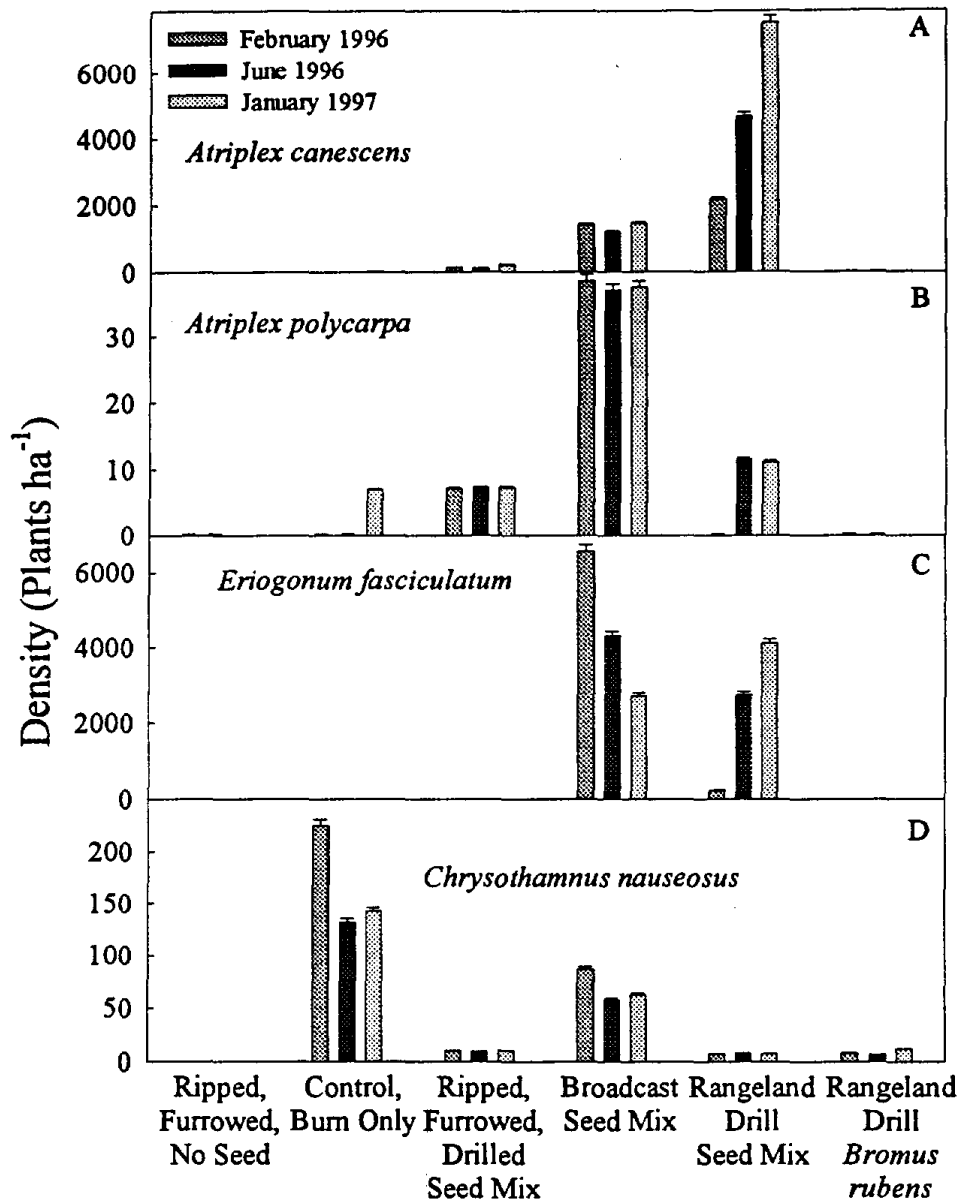 A
February 1996
June 1996
January 1997
Atriplex canescens
6000
4000
2000
0
B
Atriplex polycarpa
30
20
10
0
C
Eriogonum fasciculatum
6000
4000
2000
0
D
Chrysothamnus nauseosus
200
150
100
50
0
Density (Plants ha⁻¹)
Ripped, Furrowed, No Seed
Control, Burn Only
Ripped, Furrowed, Drilled Seed Mix
Broadcast Seed Mix
Rangeland Drill Seed Mix
Rangeland Drill Bromus rubens